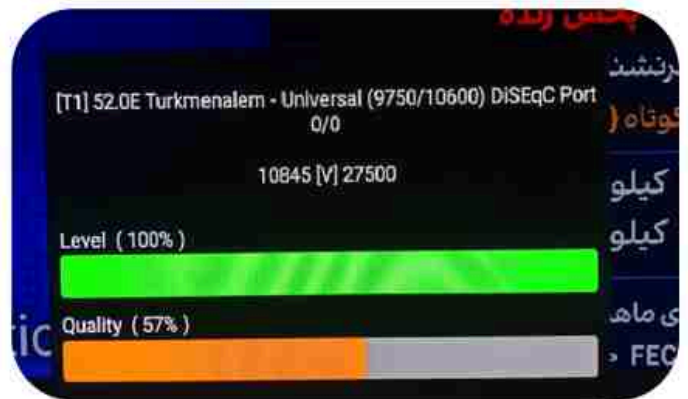 پخش زنده
[T1] 52.0E Turkmenalem - Universal (9750/10600) DiSEqC Port
0/0
10845 [V] 27500
کوتاه (
کیلو
کیلو
Level ( 100% )
Quality ( 57% )
ی ماهـ
FEC